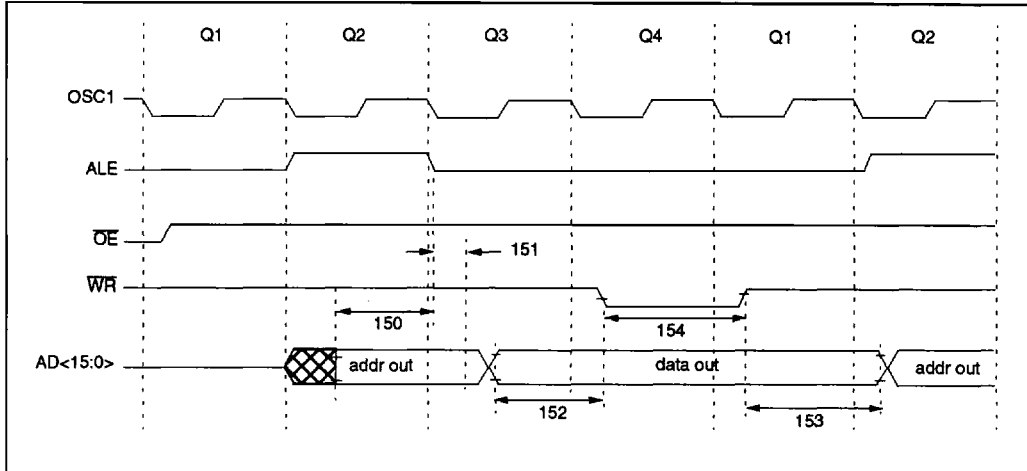 Q1 Q2 Q3 Q4 Q1 Q2
OSC1
ALE
OE
151
WR
150
154
AD<15:0>
addr out
data out
addr out
152
153